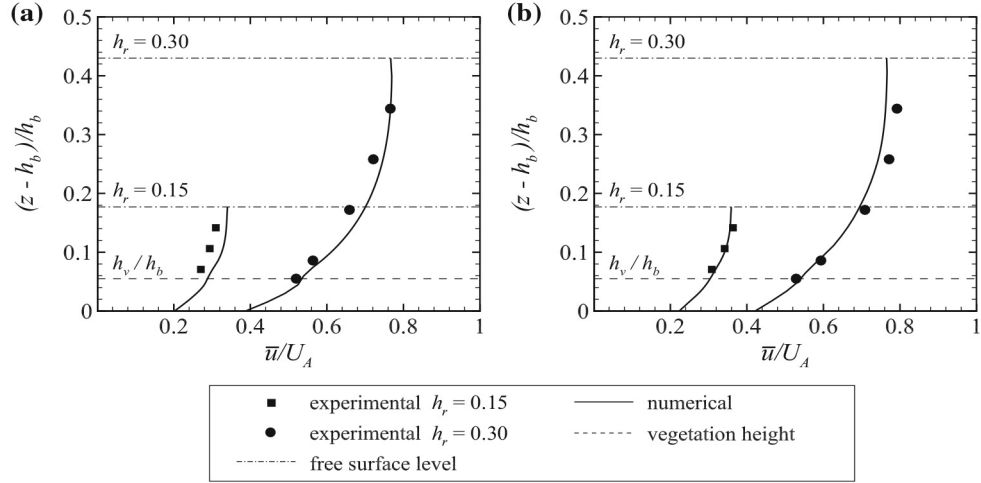 (a)
0.5
0.4
0.3
0.2
0.1
0
(z - h_b)/h_b
h_r = 0.30
h_r = 0.15
h_v / h_b
0.2 0.4 0.6 0.8 1
u̅/U_A
(b)
0.5
0.4
0.3
0.2
0.1
0
(z - h_b)/h_b
h_r = 0.30
h_r = 0.15
h_v / h_b
0.2 0.4 0.6 0.8 1
u̅/U_A
experimental h_r = 0.15
numerical
experimental h_r = 0.30
vegetation height
free surface level